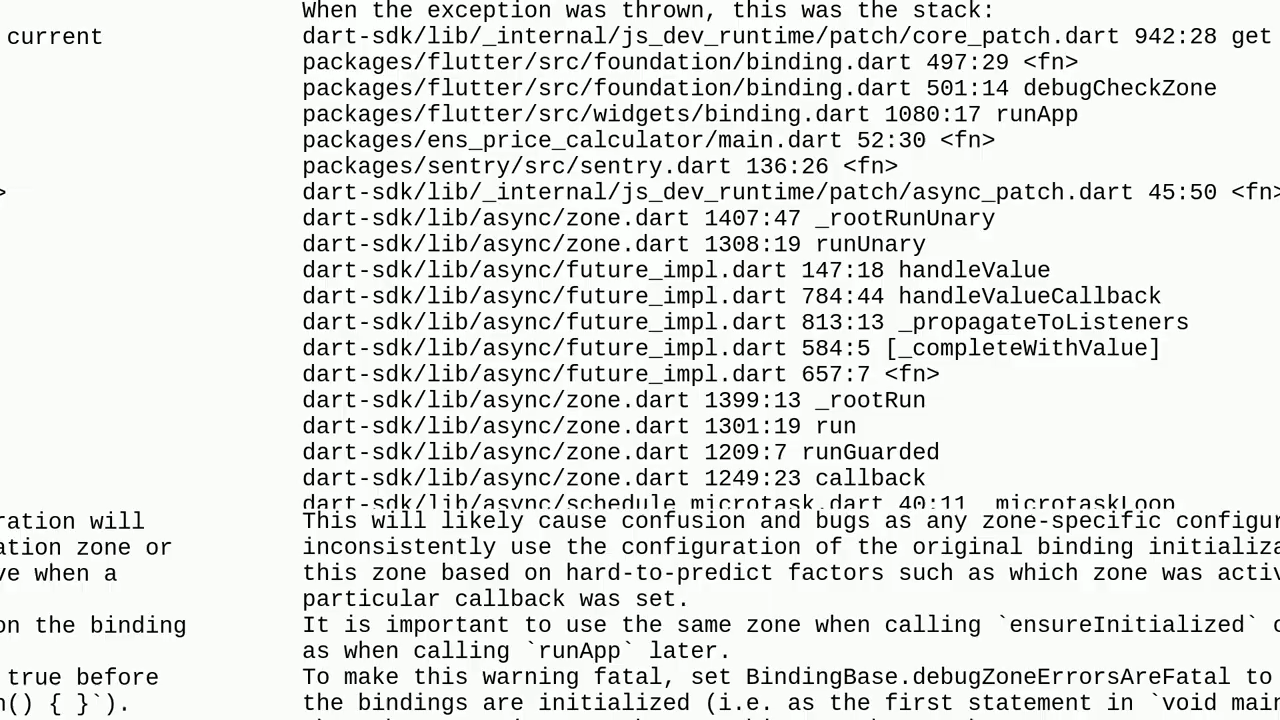 When the exception was thrown, this was the stack:
current dart-sdk/lib/_internal/js_dev_runtime/patch/core_patch.dart 942:28 get
packages/flutter/src/foundation/binding.dart 497:29 <fn>
packages/flutter/src/foundation/binding.dart 501:14 debugCheckZone
packages/flutter/src/widgets/binding.dart 1080:17 runApp
packages/ens_price_calculator/main.dart 52:30 <fn>
packages/sentry/src/sentry.dart 136:26 <fn>
> dart-sdk/lib/_internal/js_dev_runtime/patch/async_patch.dart 45:50 <fn>
dart-sdk/lib/async/zone.dart 1407:47 _rootRunUnary
dart-sdk/lib/async/zone.dart 1308:19 runUnary
dart-sdk/lib/async/future_impl.dart 147:18 handleValue
dart-sdk/lib/async/future_impl.dart 784:44 handleValueCallback
dart-sdk/lib/async/future_impl.dart 813:13 _propagateToListeners
dart-sdk/lib/async/future_impl.dart 584:5 [_completeWithValue]
dart-sdk/lib/async/future_impl.dart 657:7 <fn>
dart-sdk/lib/async/zone.dart 1399:13 _rootRun
dart-sdk/lib/async/zone.dart 1301:19 run
dart-sdk/lib/async/zone.dart 1209:7 runGuarded
dart-sdk/lib/async/zone.dart 1249:23 callback
dart-sdk/lib/async/schedule_microtask.dart 40:11 _microtaskLoop
ration will This will likely cause confusion and bugs as any zone-specific configur
ation zone or inconsistently use the configuration of the original binding initializa
ve when a this zone based on hard-to-predict factors such as which zone was activ
particular callback was set.
on the binding It is important to use the same zone when calling `ensureInitialized` o
as when calling `runApp` later.
true before To make this warning fatal, set BindingBase.debugZoneErrorsAreFatal to
n() { }`). the bindings are initialized (i.e. as the first statement in `void main